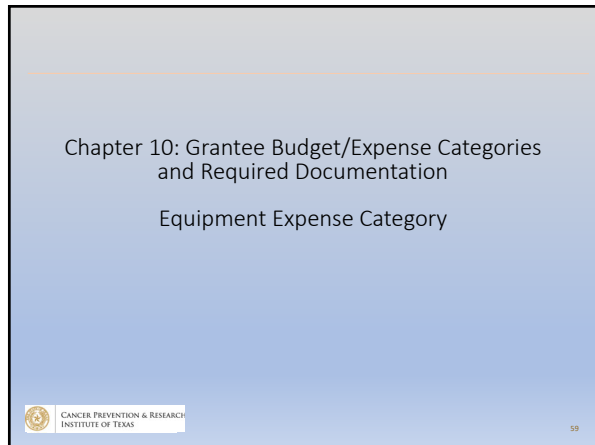 Chapter 10: Grantee Budget/Expense Categories
and Required Documentation
Equipment Expense Category
CANCER PREVENTION & RESEARCH
INSTITUTE OF TEXAS
59